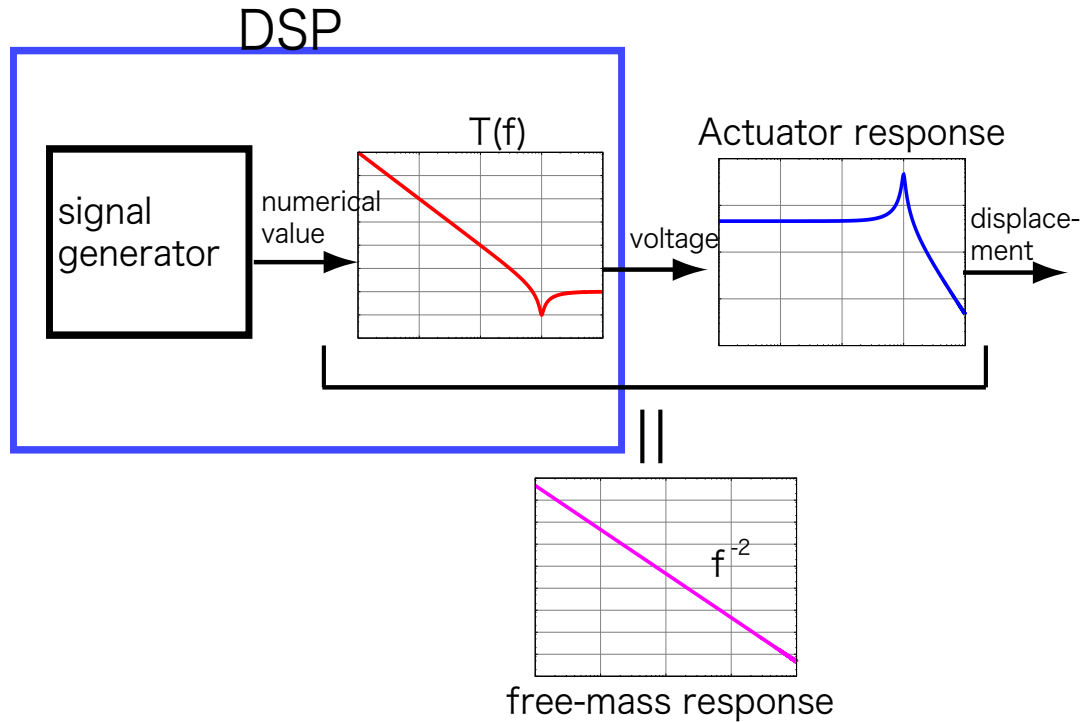 DSP
T(f)
Actuator response
signal
generator
numerical
value
voltage
displace-
ment
f -2
free-mass response